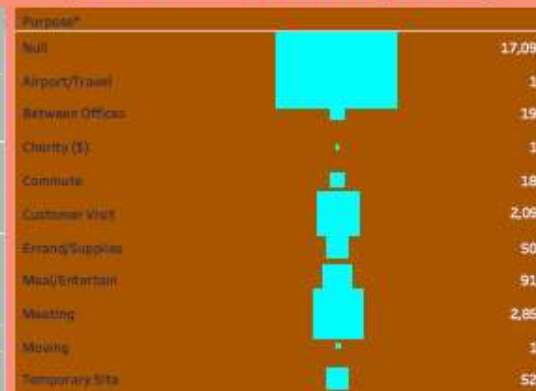 Purpose*
Null 17,09
Airport/Travel 1
Between Offices 19
Charity ($) 1
Commute 18
Customer Visit 2,09
Errand/Supplies 50
Meal/Entertain 91
Meeting 2,85
Moving 1
Temporary Site 52